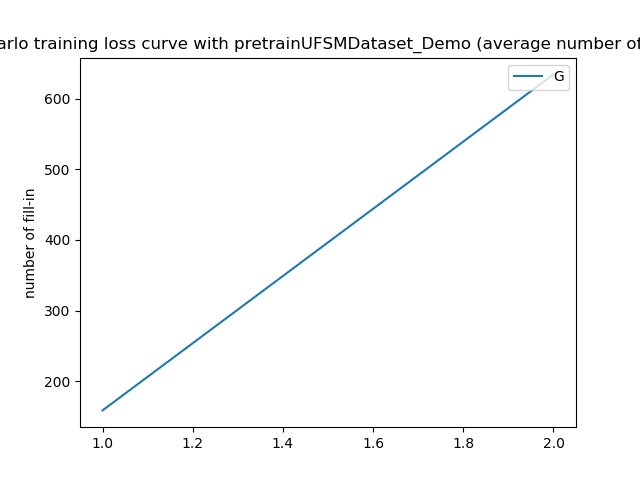 arlo training loss curve with pretrainUFSMDataset_Demo (average number of
G
600
500
400
300
200
number of fill-in
1.0 1.2 1.4 1.6 1.8 2.0